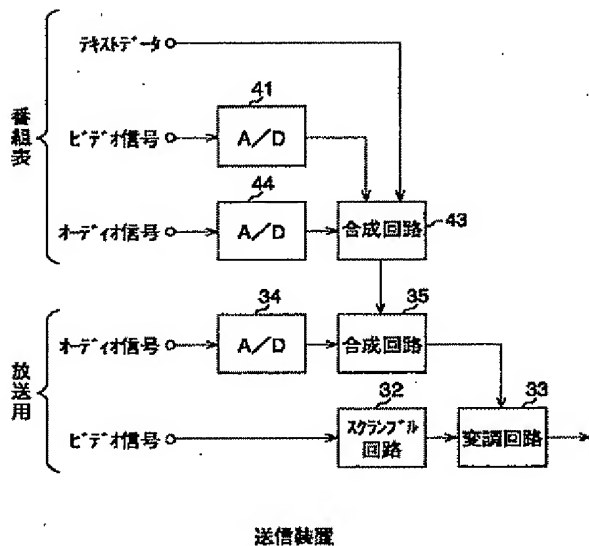 テキストデータ
41
ビデオ信号
A/D
44
オーディオ信号
A/D
合成回路
43
番組表
34
35
オーディオ信号
A/D
合成回路
32
33
ビデオ信号
スクランブル
回路
変調回路
放送用
送信装置